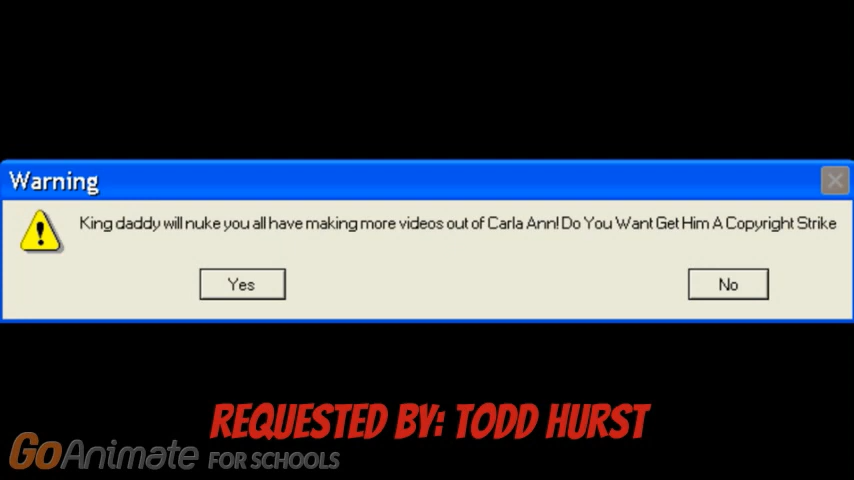 Warning
King daddy will nuke you all have making more videos out of Carla Ann! Do You Want Get Him A Copyright Strike
Yes No
REQUESTED BY: TODD HURST
GoAnimate FOR SCHOOLS